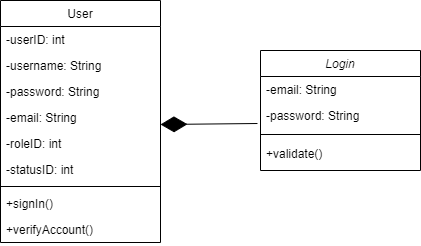 User
-userID: int
-username: String
-password: String
-email: String
-roleID: int
-statusID: int
+signIn()
+verifyAccount()
Login
-email: String
-password: String
+validate()